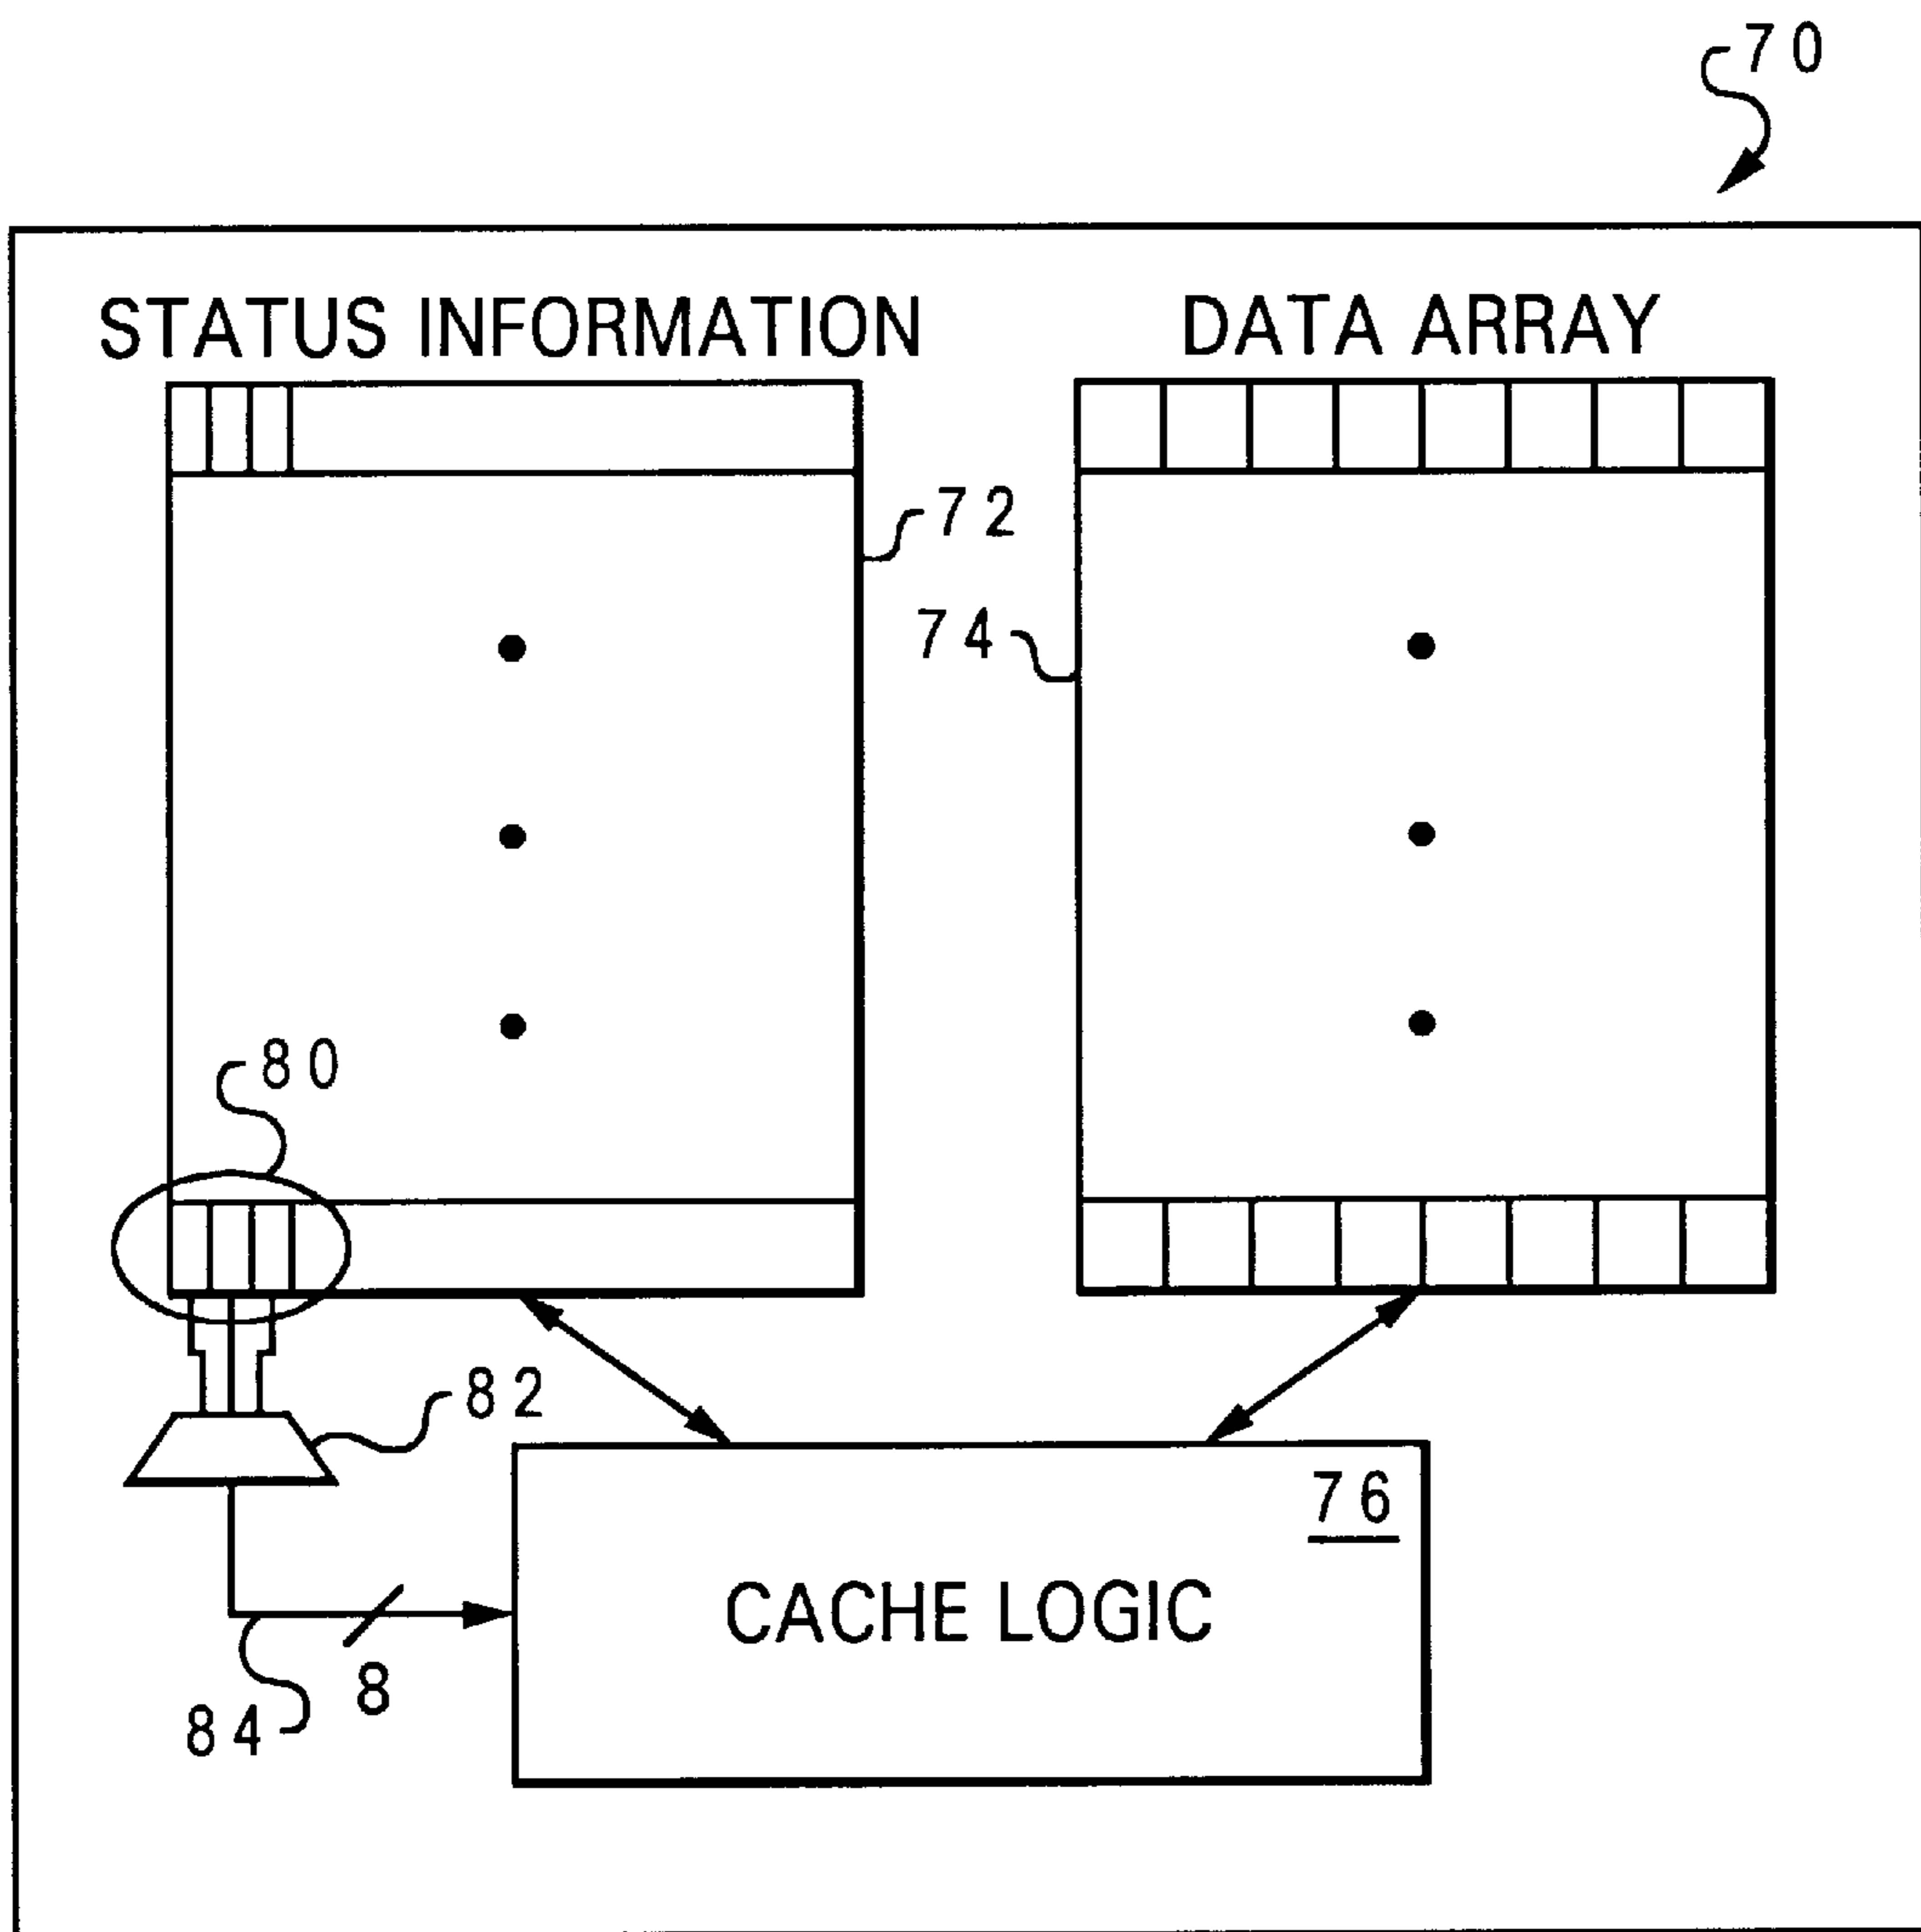 70
STATUS INFORMATION
DATA ARRAY
72
74
80
82
76
CACHE LOGIC
8
84